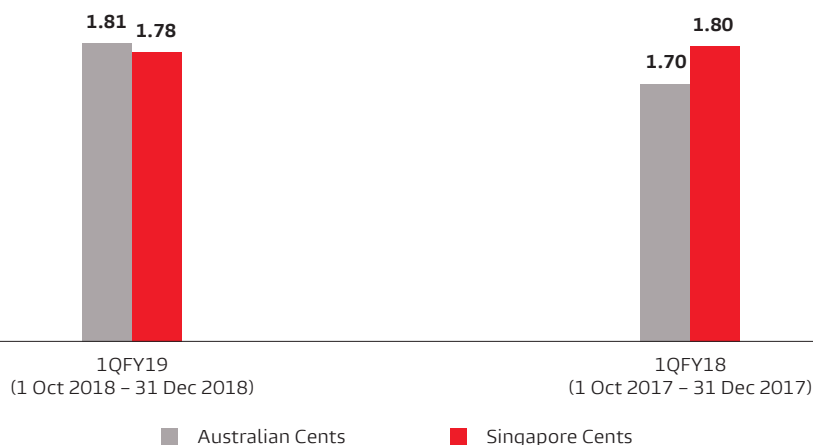 1.81
1.78
1.70
1.80
1QFY19
(1 Oct 2018 – 31 Dec 2018)
1QFY18
(1 Oct 2017 – 31 Dec 2017)
Australian Cents
Singapore Cents